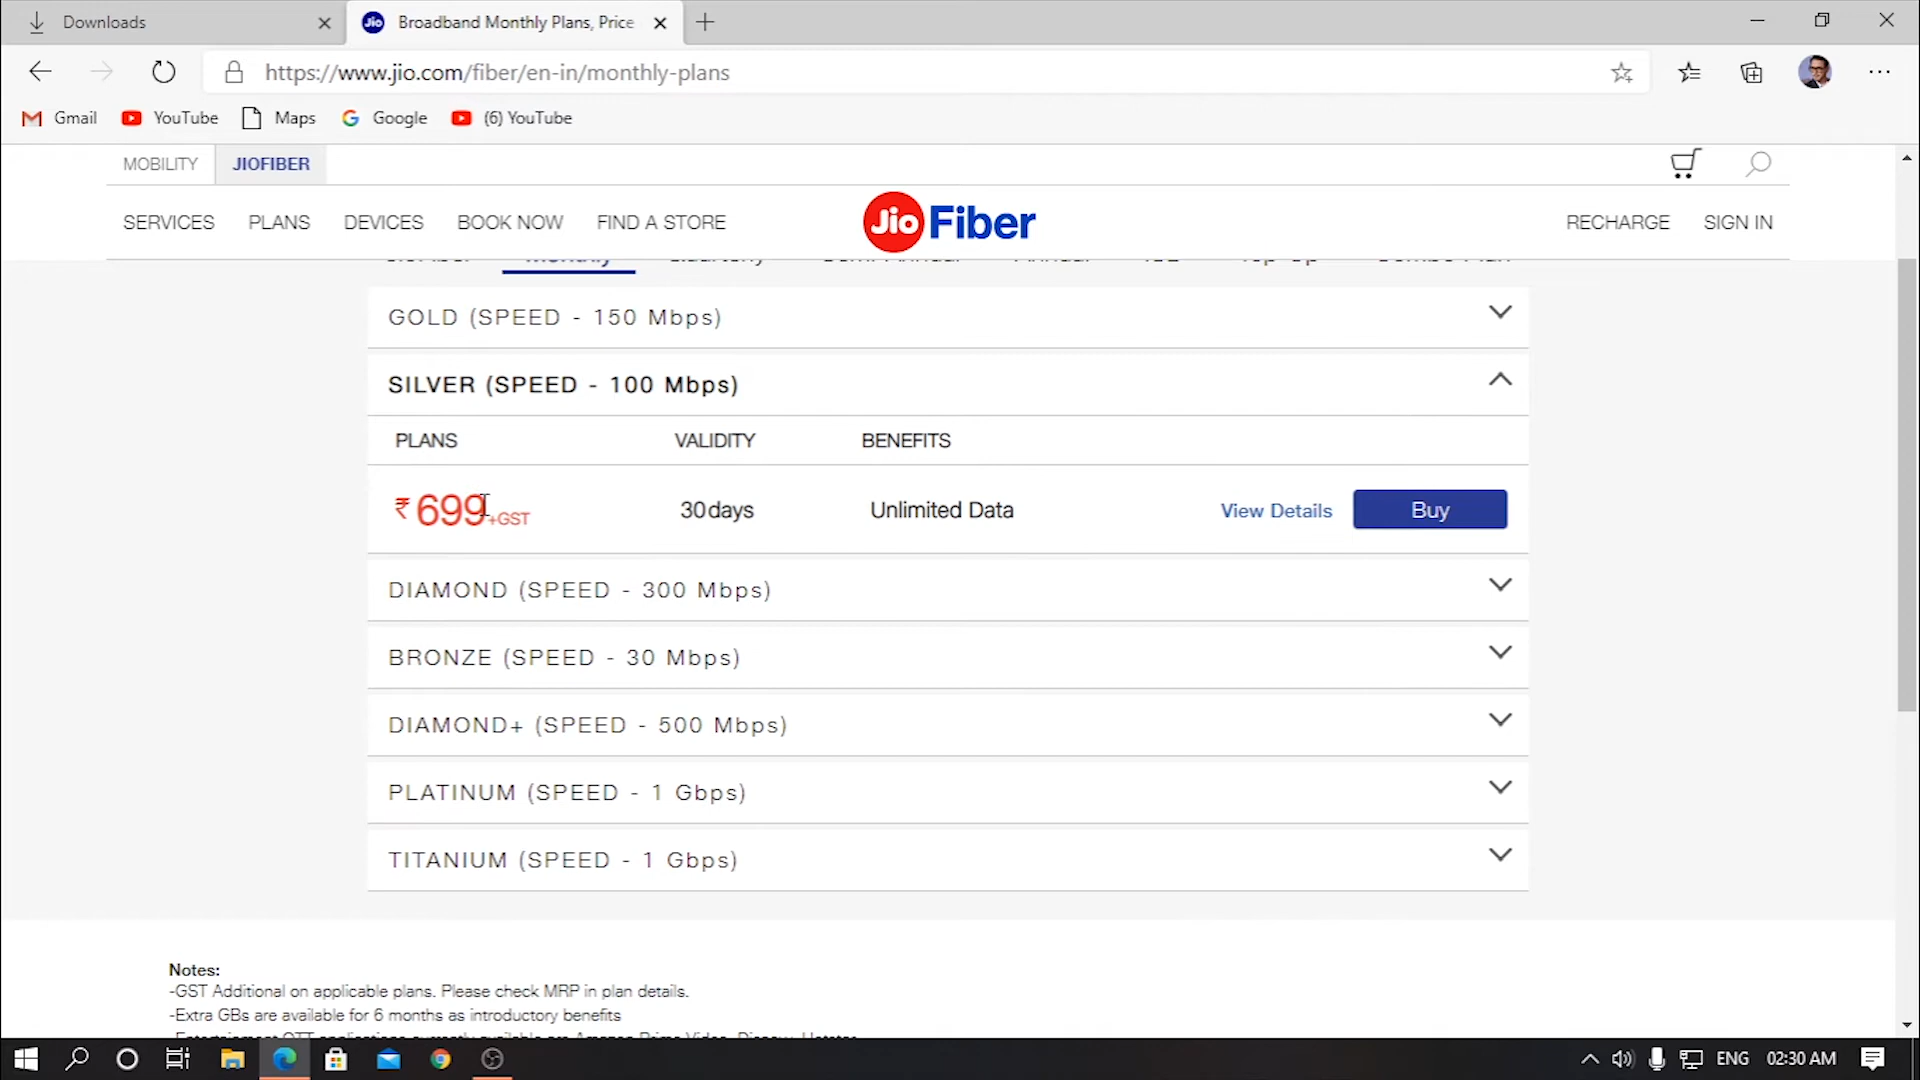 Downloads
Jio Broadband Monthly Plans, Price
https://www.jio.com/fiber/en-in/monthly-plans
Gmail YouTube Maps Google (6) YouTube
MOBILITY JIOFIBER
SERVICES PLANS DEVICES BOOK NOW FIND A STORE Jio Fiber RECHARGE SIGN IN
Monthly
GOLD (SPEED - 150 Mbps)
SILVER (SPEED - 100 Mbps)
PLANS VALIDITY BENEFITS
₹ 699+GST 30days Unlimited Data View Details Buy
DIAMOND (SPEED - 300 Mbps)
BRONZE (SPEED - 30 Mbps)
DIAMOND+ (SPEED - 500 Mbps)
PLATINUM (SPEED - 1 Gbps)
TITANIUM (SPEED - 1 Gbps)
Notes:
-GST Additional on applicable plans. Please check MRP in plan details.
-Extra GBs are available for 6 months as introductory benefits
ENG 02:30 AM